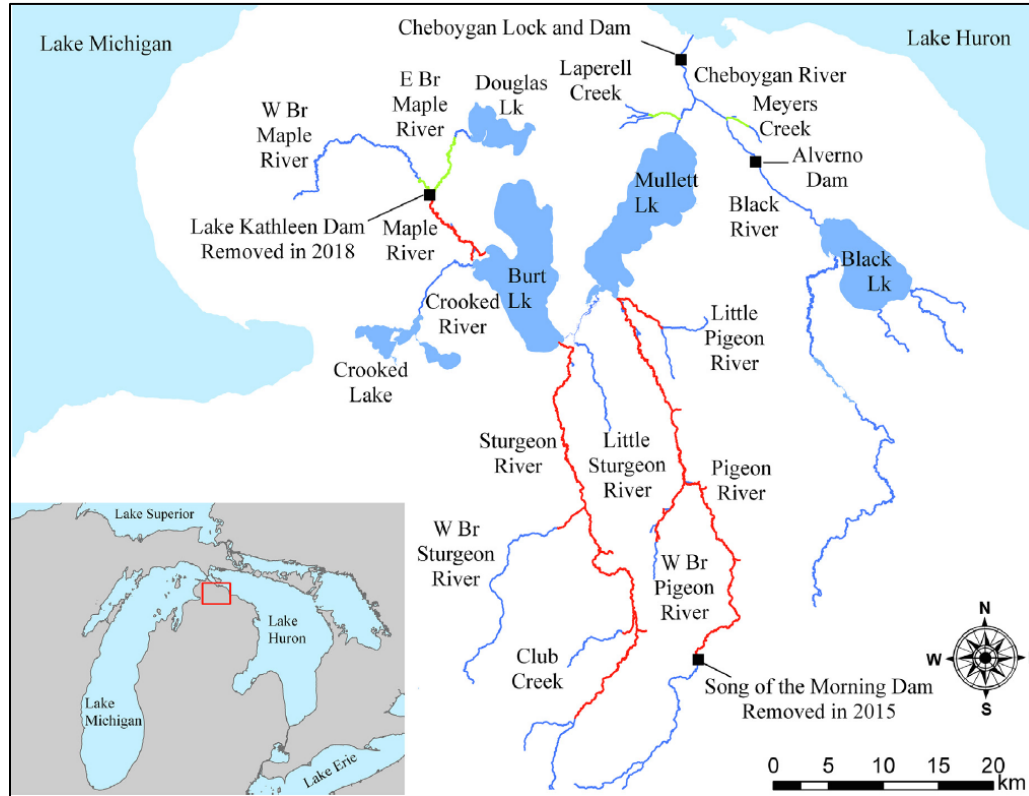 Lake Michigan
Cheboygan Lock and Dam
Lake Huron
Laperell
Creek
Cheboygan River
E Br
Maple
River
Douglas
Lk
Meyers
Creek
W Br
Maple
River
Alverno
Dam
Mullett
Lk
Lake Kathleen Dam
Removed in 2018
Maple
River
Black
River
Burt
Lk
Black
Lk
Crooked
River
Little
Pigeon
River
Crooked
Lake
Sturgeon
River
Little
Sturgeon
River
Pigeon
River
W Br
Sturgeon
River
W Br
Pigeon
River
Club
Creek
Song of the Morning Dam
Removed in 2015
N
W
E
S
0
5
10
15
20
km
Lake Superior
Lake
Huron
Lake
Michigan
Lake Erie